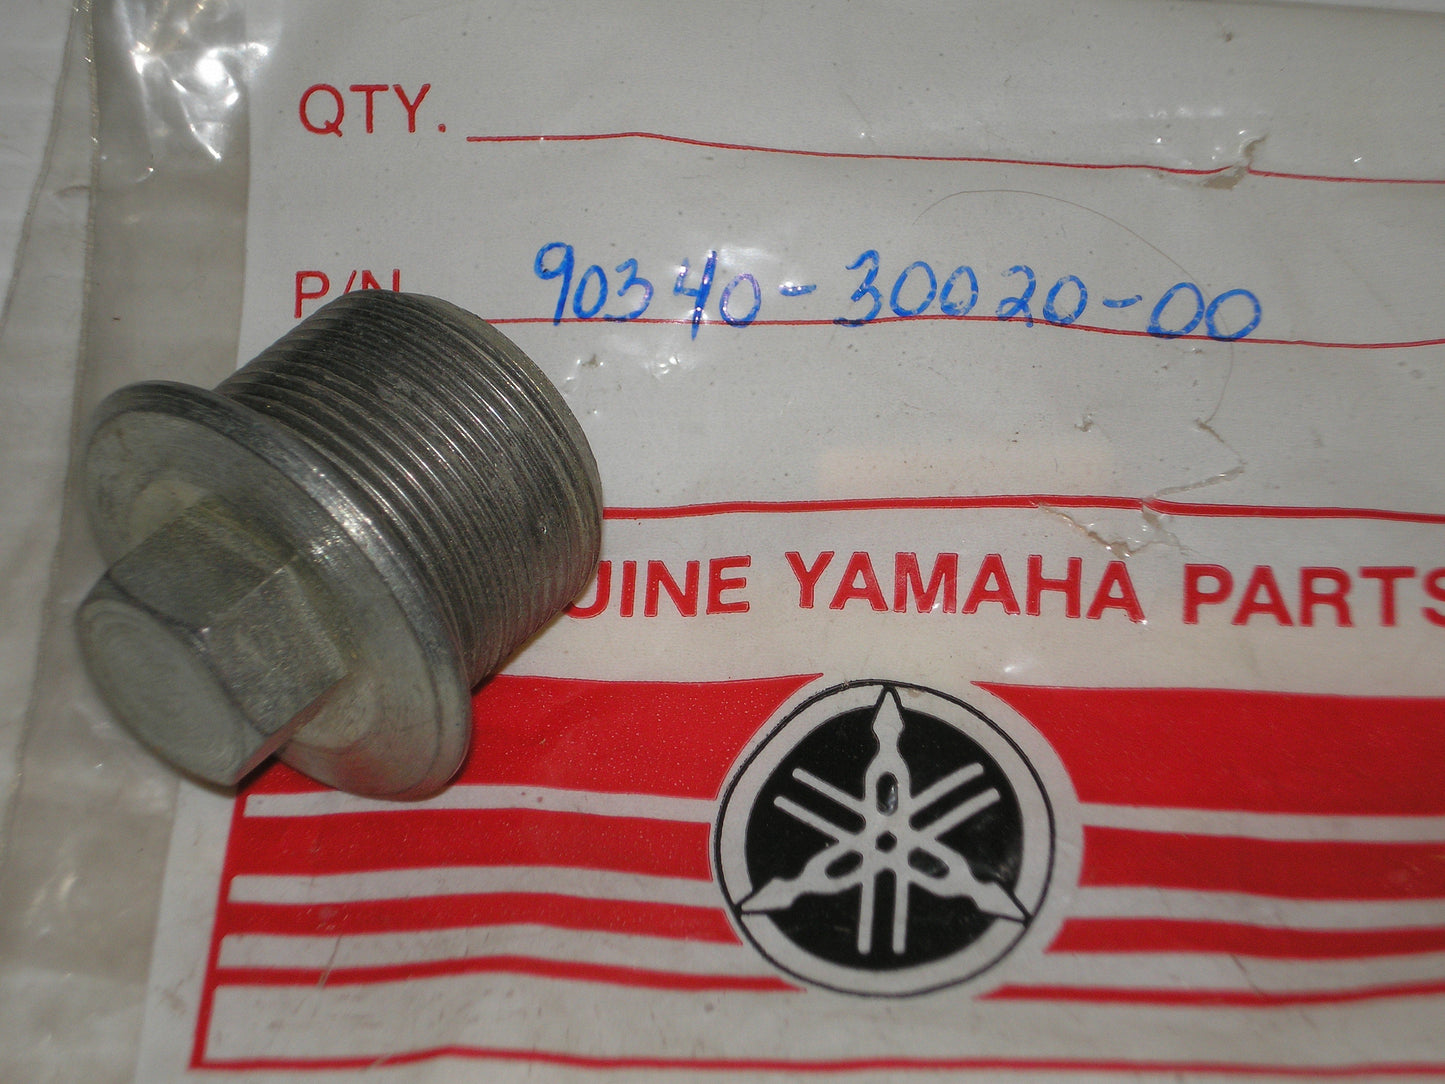 QTY.
P/N 90340-30020-00
UINE YAMAHA PARTS